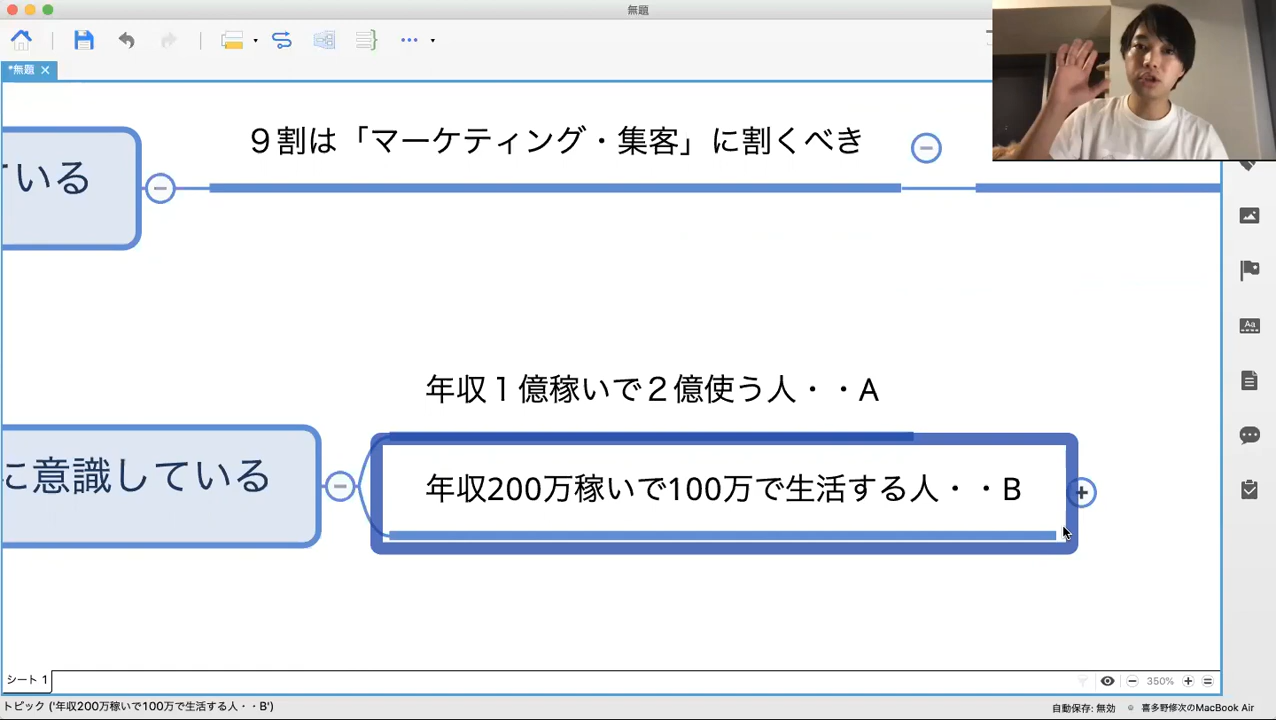 無題
*無題
９割は「マーケティング・集客」に割くべき
ている
年収１億稼いで２億使う人・・A
に意識している
年収200万稼いで100万で生活する人・・B
Aa
シート 1
350%
トピック ('年収200万稼いで100万で生活する人・・B')
自動保存: 無効
喜多野修次のMacBook Air